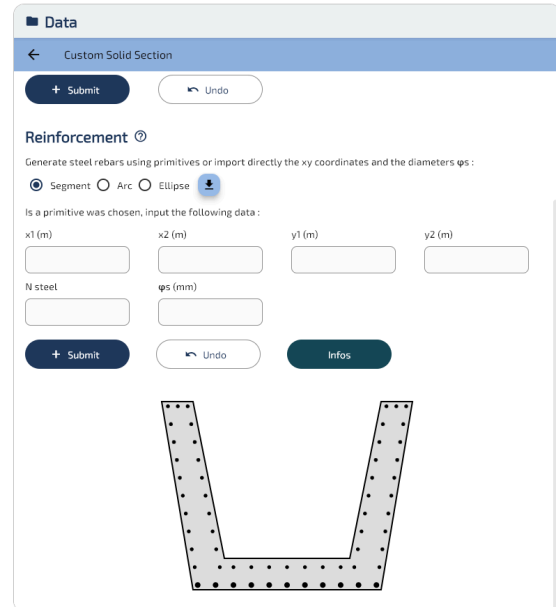 Data
Custom Solid Section
+ Submit Undo
Reinforcement
Generate steel rebars using primitives or import directly the xy coordinates and the diameters φs :
Segment Arc Ellipse
Is a primitive was chosen, input the following data :
x1 (m) x2 (m) y1 (m) y2 (m)
N steel φs (mm)
+ Submit Undo Infos